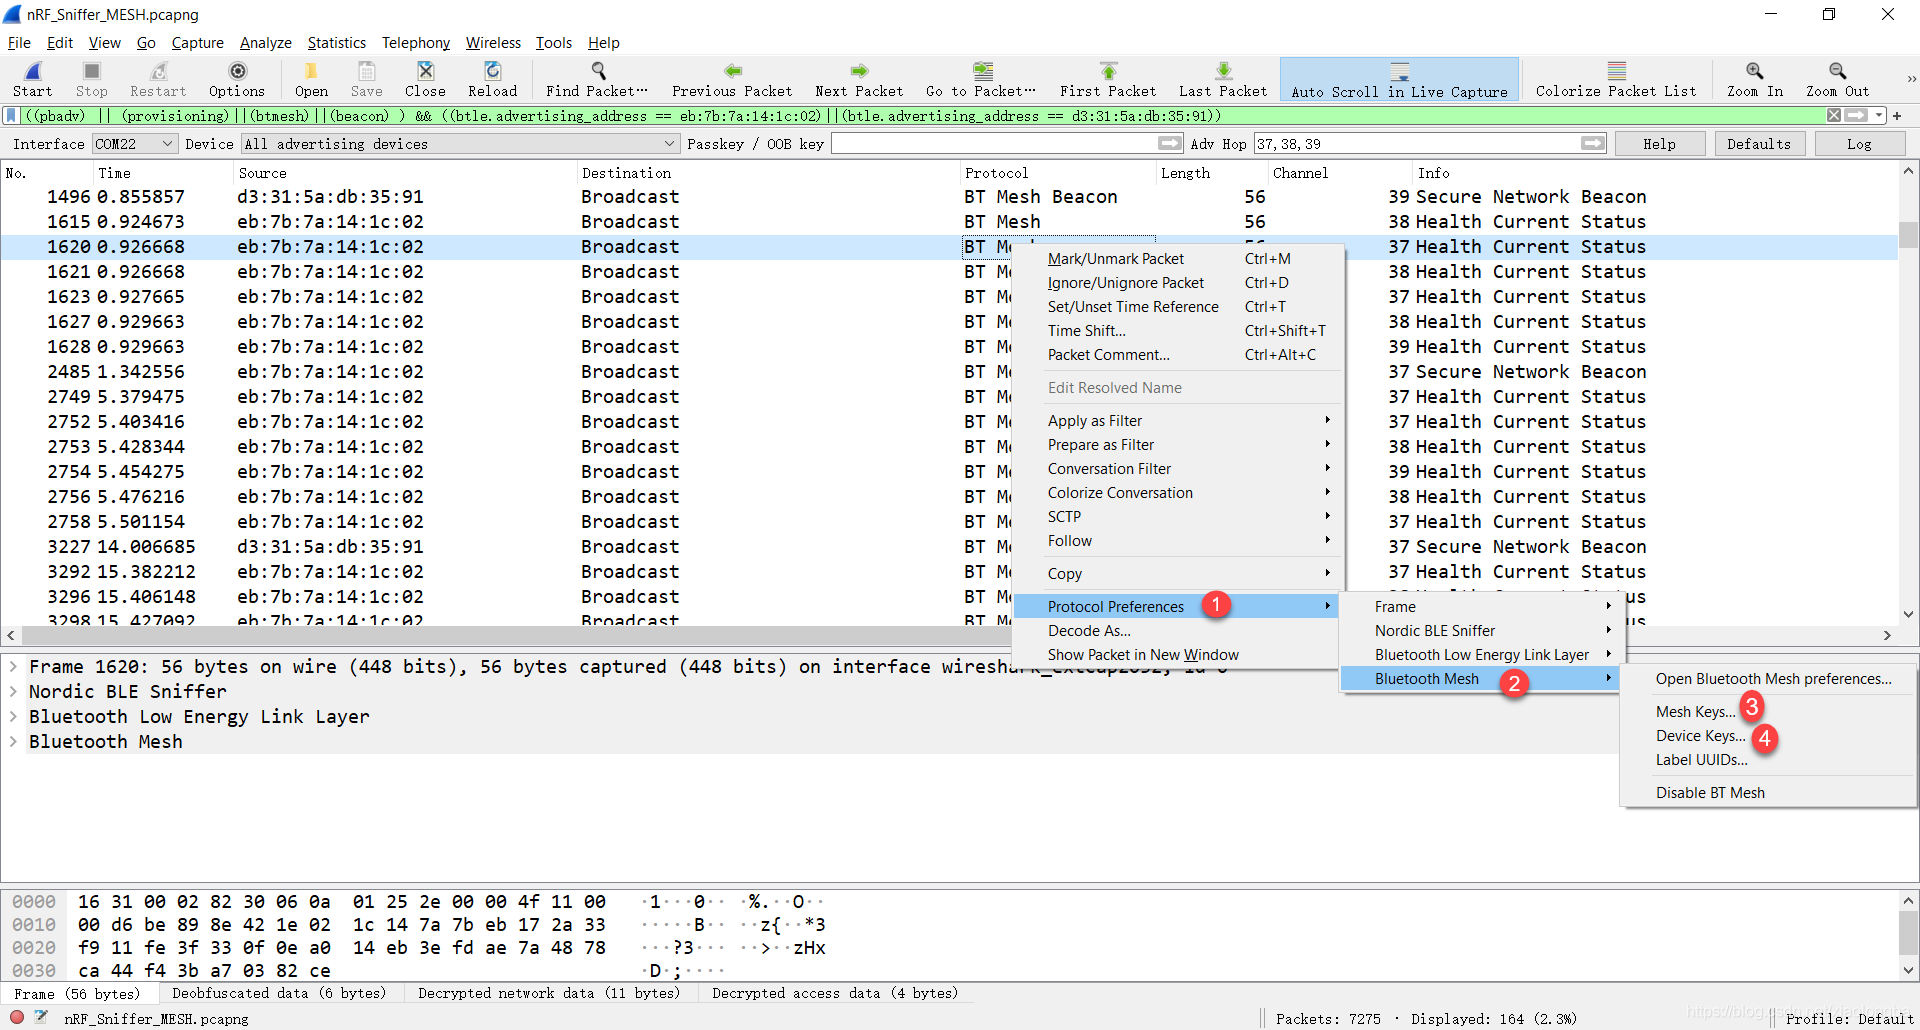 nRF_Sniffer_MESH.pcapng
File Edit View Go Capture Analyze Statistics Telephony Wireless Tools Help
Start Stop Restart Options Open Save Close Reload Find Packet··· Previous Packet Next Packet Go to Packet··· First Packet Last Packet Auto Scroll in Live Capture Colorize Packet List Zoom In Zoom Out »
((pbadv) || (provisioning)||(btmesh)||(beacon) ) && ((btle.advertising_address == eb:7b:7a:14:1c:02)||(btle.advertising_address == d3:31:5a:db:35:91))
Interface COM22 Device All advertising devices Passkey / OOB key Adv Hop 37,38,39 Help Defaults Log
No. Time Source Destination Protocol Length Channel Info
1496 0.855857 d3:31:5a:db:35:91 Broadcast BT Mesh Beacon 56 39 Secure Network Beacon
1615 0.924673 eb:7b:7a:14:1c:02 Broadcast BT Mesh 56 38 Health Current Status
1620 0.926668 eb:7b:7a:14:1c:02 Broadcast BT 37 Health Current Status
1621 0.926668 eb:7b:7a:14:1c:02 Broadcast BT 38 Health Current Status
1623 0.927665 eb:7b:7a:14:1c:02 Broadcast BT 37 Health Current Status
1627 0.929663 eb:7b:7a:14:1c:02 Broadcast BT 38 Health Current Status
1628 0.929663 eb:7b:7a:14:1c:02 Broadcast BT 39 Health Current Status
2485 1.342556 eb:7b:7a:14:1c:02 Broadcast BT 37 Secure Network Beacon
2749 5.379475 eb:7b:7a:14:1c:02 Broadcast BT 37 Health Current Status
2752 5.403416 eb:7b:7a:14:1c:02 Broadcast BT 37 Health Current Status
2753 5.428344 eb:7b:7a:14:1c:02 Broadcast BT 38 Health Current Status
2754 5.454275 eb:7b:7a:14:1c:02 Broadcast BT 39 Health Current Status
2756 5.476216 eb:7b:7a:14:1c:02 Broadcast BT 38 Health Current Status
2758 5.501154 eb:7b:7a:14:1c:02 Broadcast BT 37 Health Current Status
3227 14.006685 d3:31:5a:db:35:91 Broadcast BT 37 Secure Network Beacon
3292 15.382212 eb:7b:7a:14:1c:02 Broadcast BT 37 Health Current Status
3296 15.406148 eb:7b:7a:14:1c:02 Broadcast BT
3298 15.427092 eb:7b:7a:14:1c:02 Broadcast BT
Mark/Unmark Packet Ctrl+M
Ignore/Unignore Packet Ctrl+D
Set/Unset Time Reference Ctrl+T
Time Shift... Ctrl+Shift+T
Packet Comment... Ctrl+Alt+C
Edit Resolved Name
Apply as Filter
Prepare as Filter
Conversation Filter
Colorize Conversation
SCTP
Follow
Copy
Protocol Preferences 1
Decode As...
Show Packet in New Window
Frame
Nordic BLE Sniffer
Bluetooth Low Energy Link Layer
Bluetooth Mesh 2
Open Bluetooth Mesh preferences...
Mesh Keys... 3
Device Keys... 4
Label UUIDs...
Disable BT Mesh
Frame 1620: 56 bytes on wire (448 bits), 56 bytes captured (448 bits) on interface
Nordic BLE Sniffer
Bluetooth Low Energy Link Layer
Bluetooth Mesh
0000 16 31 00 02 82 30 06 0a 01 25 2e 00 00 4f 11 00 ·1···0·· ·%.··O··
0010 00 d6 be 89 8e 42 1e 02 1c 14 7a 7b eb 17 2a 33 ·····B·· ··z{··*3
0020 f9 11 fe 3f 33 0f 0e a0 14 eb 3e fd ae 7a 48 78 ···?3··· ··>··zHx
0030 ca 44 f4 3b a7 03 82 ce ·D·;····
Frame (56 bytes) Deobfuscated data (6 bytes) Decrypted network data (11 bytes) Decrypted access data (4 bytes)
nRF_Sniffer_MESH.pcapng Packets: 7275 · Displayed: 164 (2.3%) Profile: Default